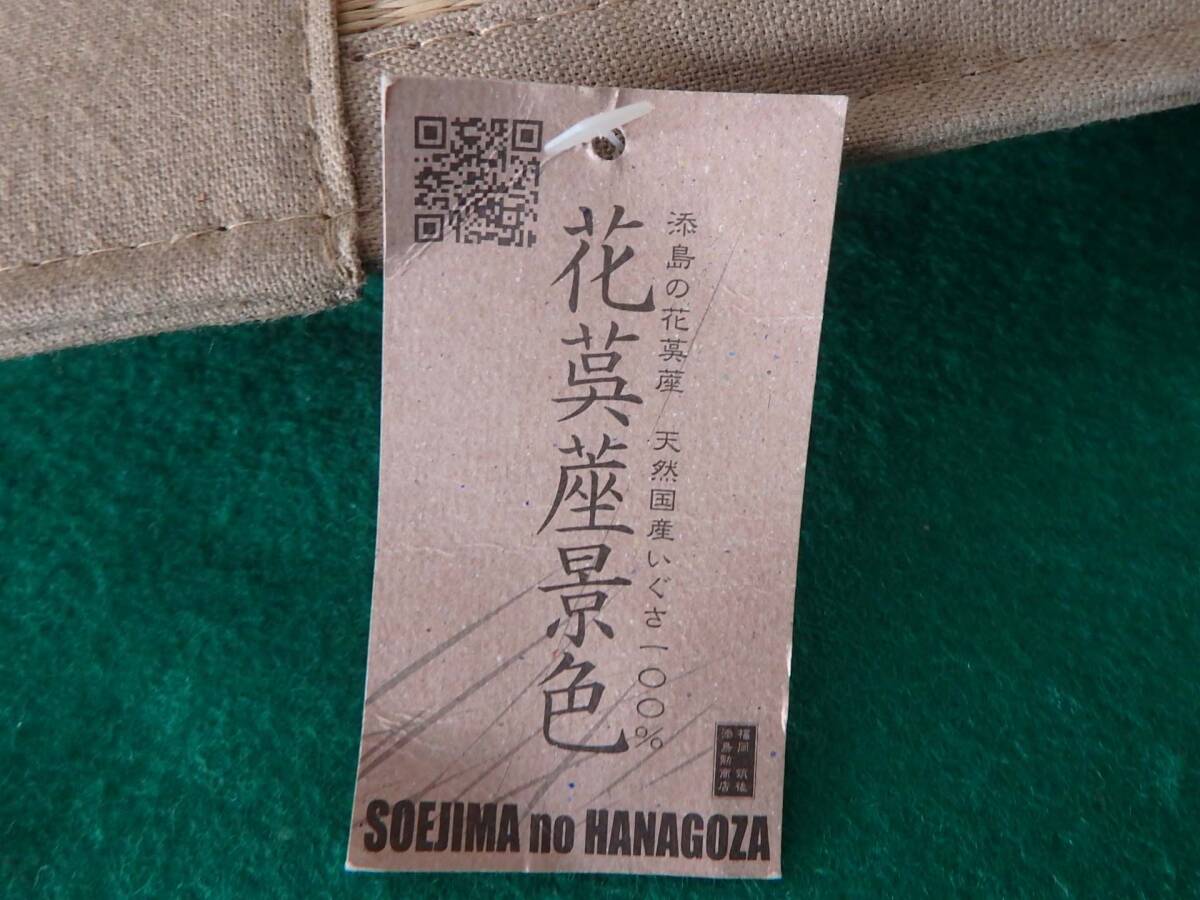 添島の花茣蓙　天然国産いぐさ一〇〇%
花茣蓙景色
福岡 筑後
添島勲商店
SOEJIMA no HANAGOZA